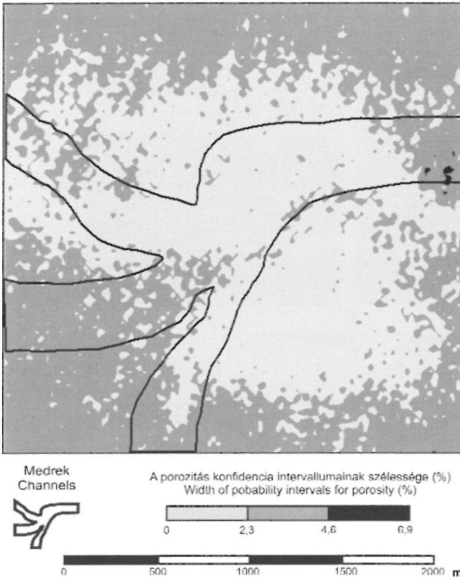 Medrek
Channels
A porozitás konfidencia intervallumainak szélessége (%)
Width of pobability intervals for porosity (%)
0 2,3 4,6 6,9
0 500 1000 1500 2000 m